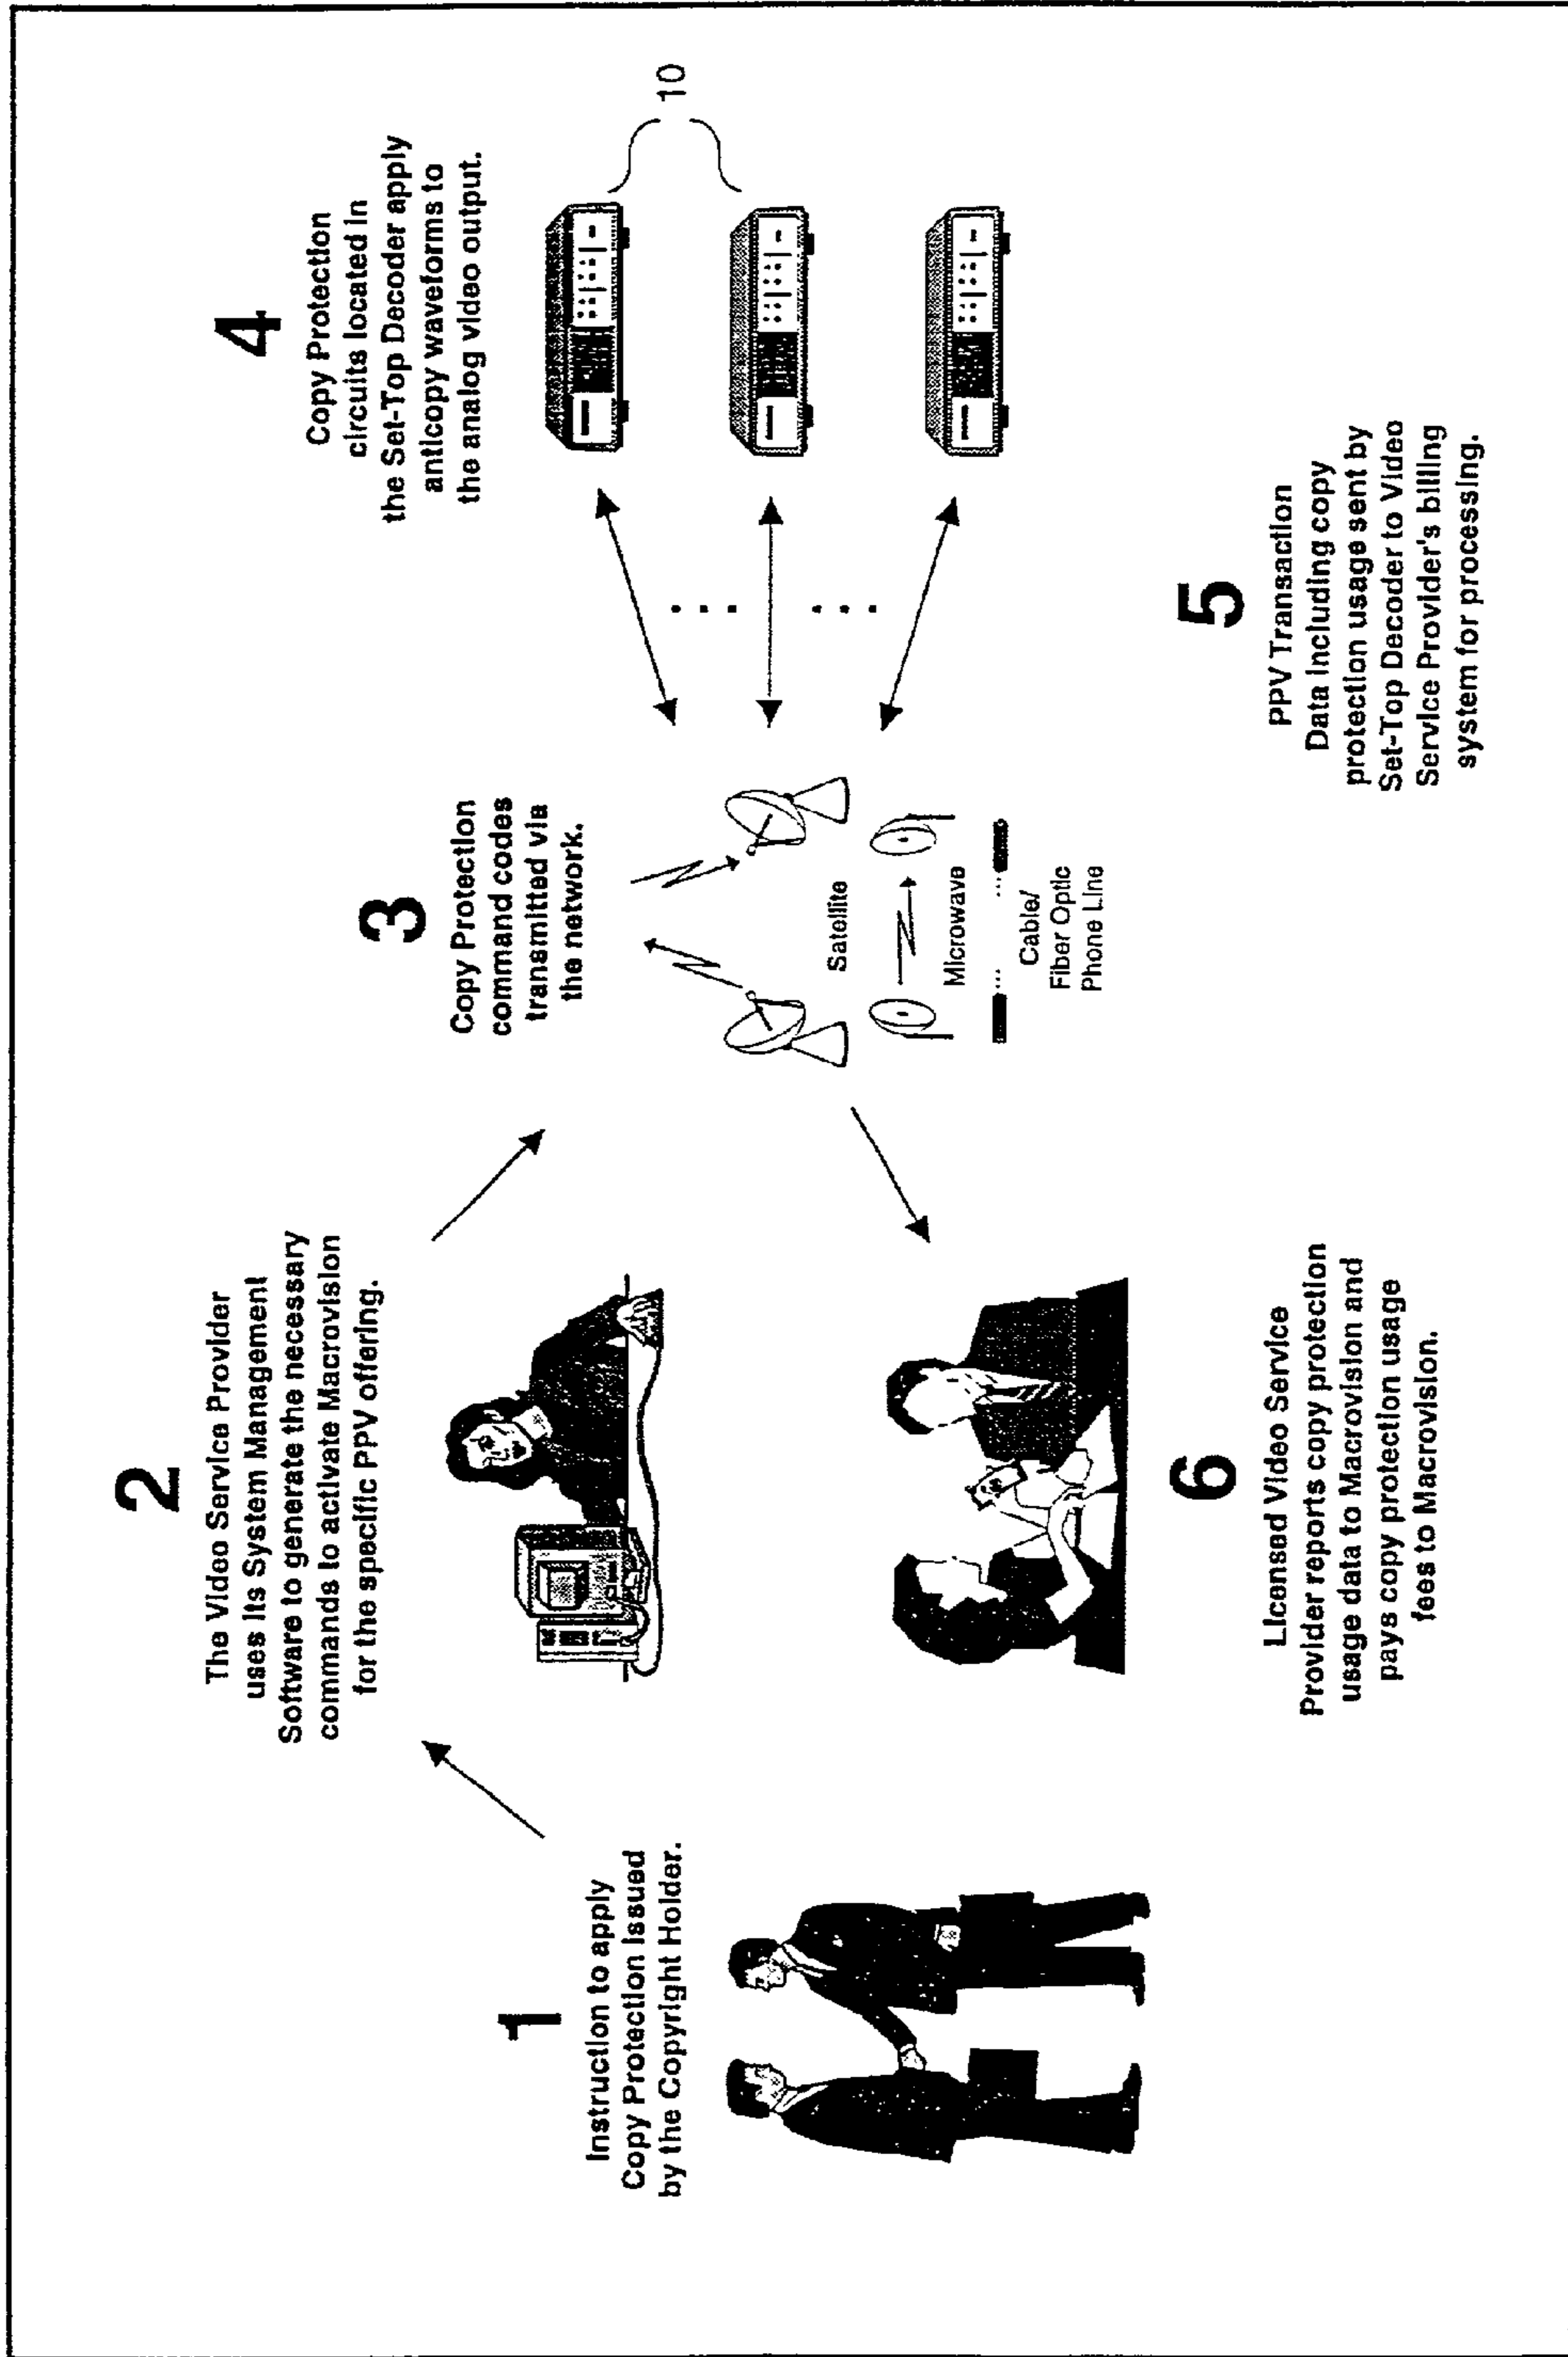 1
Instruction to apply
Copy Protection issued
by the Copyright Holder.
2
The Video Service Provider
uses its System Management
Software to generate the necessary
commands to activate Macrovision
for the specific PPV offering.
3
Copy Protection
command codes
transmitted via
the network.
Satellite
Microwave
Cable/
Fiber Optic
Phone Line
4
Copy Protection
circuits located in
the Set-Top Decoder apply
anticopy waveforms to
the analog video output.
10
5
PPV Transaction
Data including copy
protection usage sent by
Set-Top Decoder to Video
Service Provider's billing
system for processing.
6
Licensed Video Service
Provider reports copy protection
usage data to Macrovision and
pays copy protection usage
fees to Macrovision.